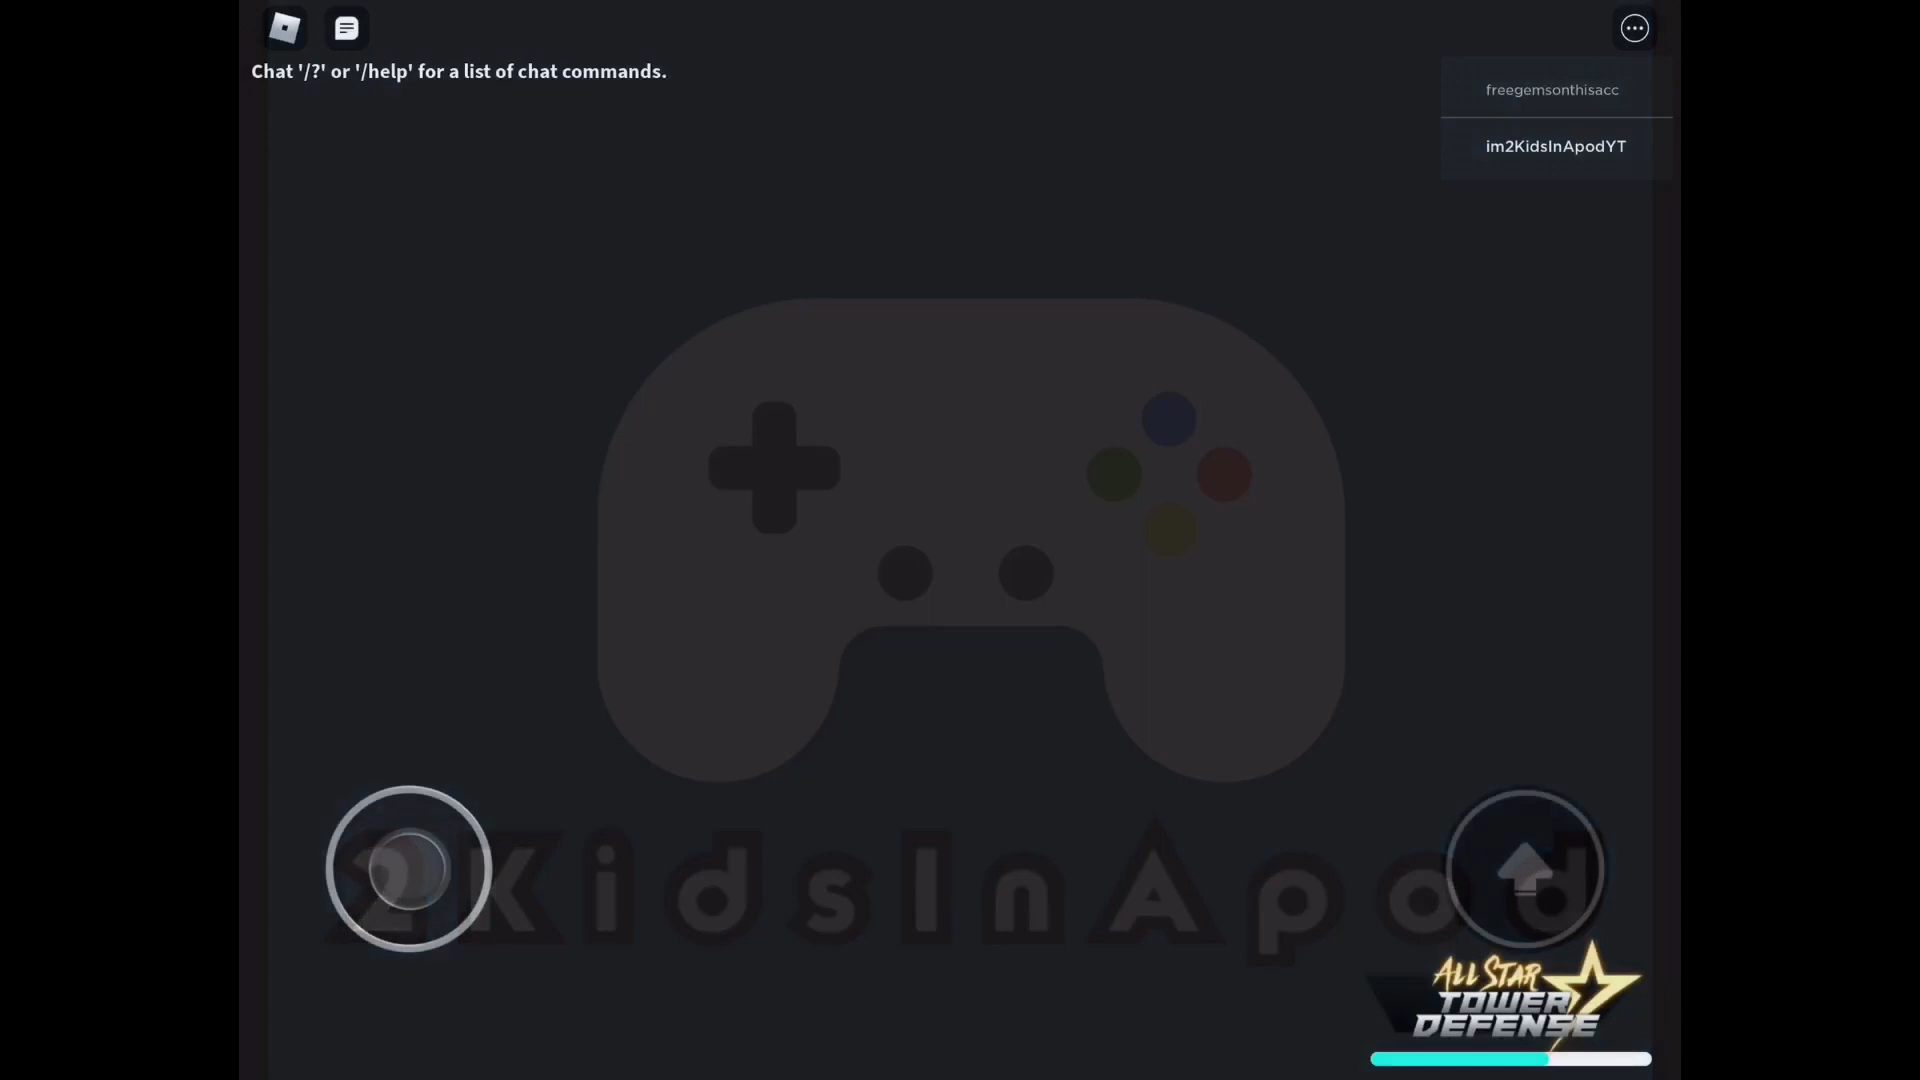 Chat '/?' or '/help' for a list of chat commands.
freegemsonthisacc
im2KidsInApodYT
2KidsInApod
ALL STAR
TOWER
DEFENSE